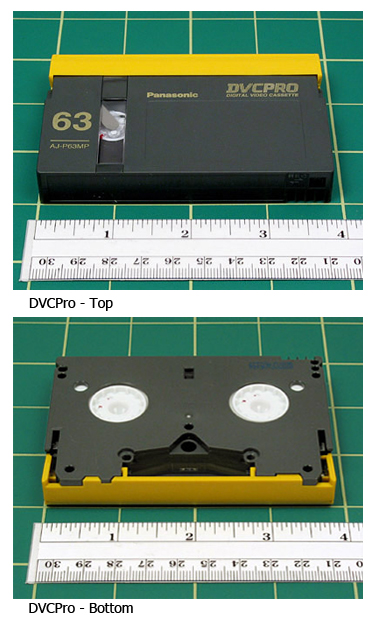 Panasonic
DVCPRO
DIGITAL VIDEO CASSETTE
63
AJ-P63MP
1 2 3 4
30 29 28 27 26 25 24 23 22 21 20
DVCPro - Top
1 2 3 4
30 29 28 27 26 25 24 23 22 21 20
DVCPro - Bottom